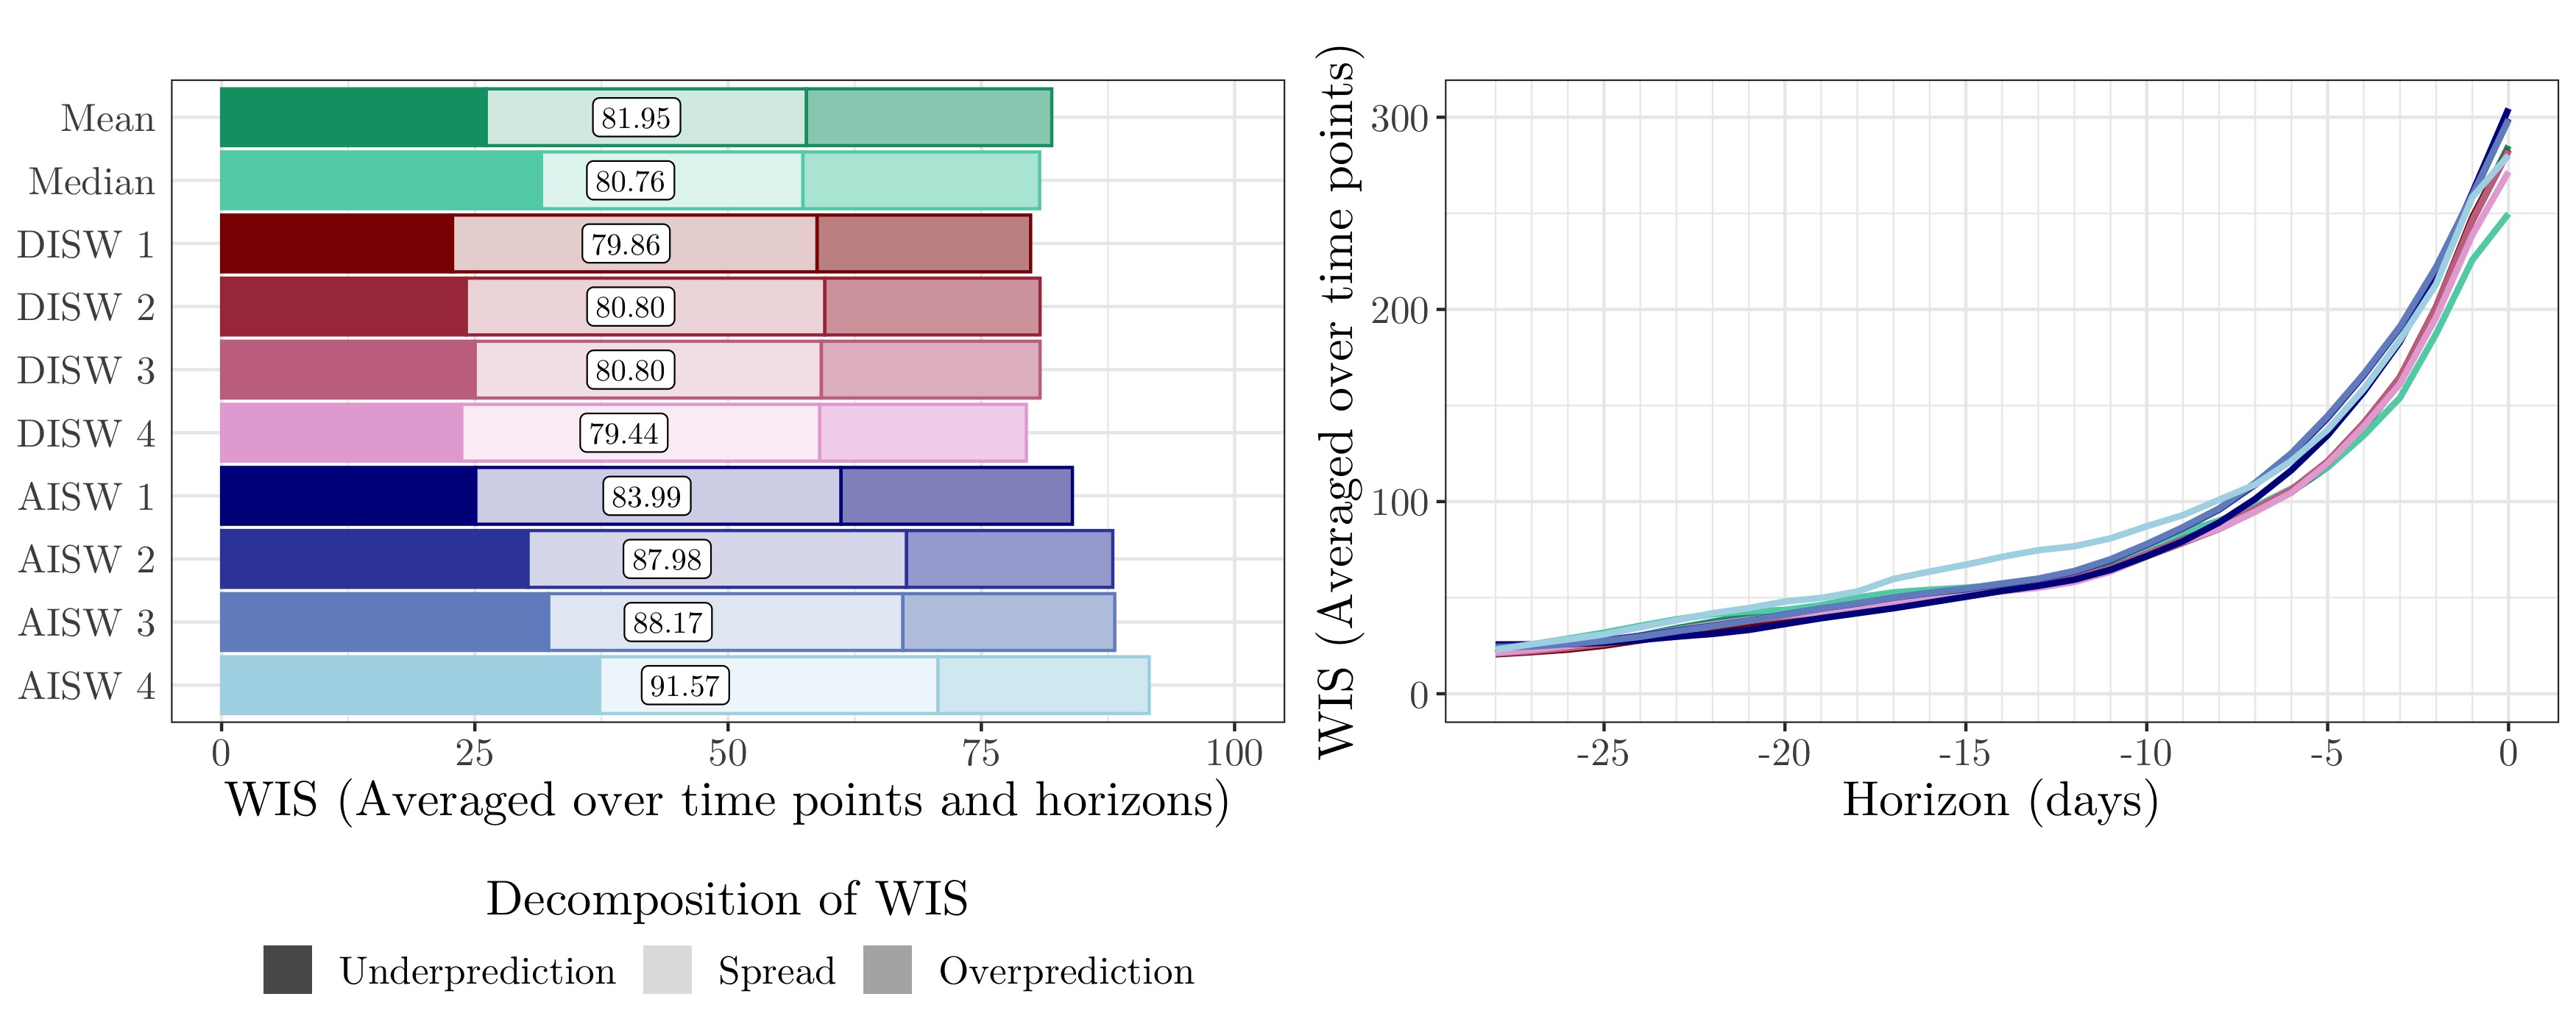 Mean
81.95
Median
80.76
DISW 1
79.86
DISW 2
80.80
DISW 3
80.80
DISW 4
79.44
AISW 1
83.99
AISW 2
87.98
AISW 3
88.17
AISW 4
91.57
0 25 50 75 100
WIS (Averaged over time points and horizons)
Decomposition of WIS
Underprediction Spread Overprediction
WIS (Averaged over time points)
300
200
100
0
-25 -20 -15 -10 -5 0
Horizon (days)